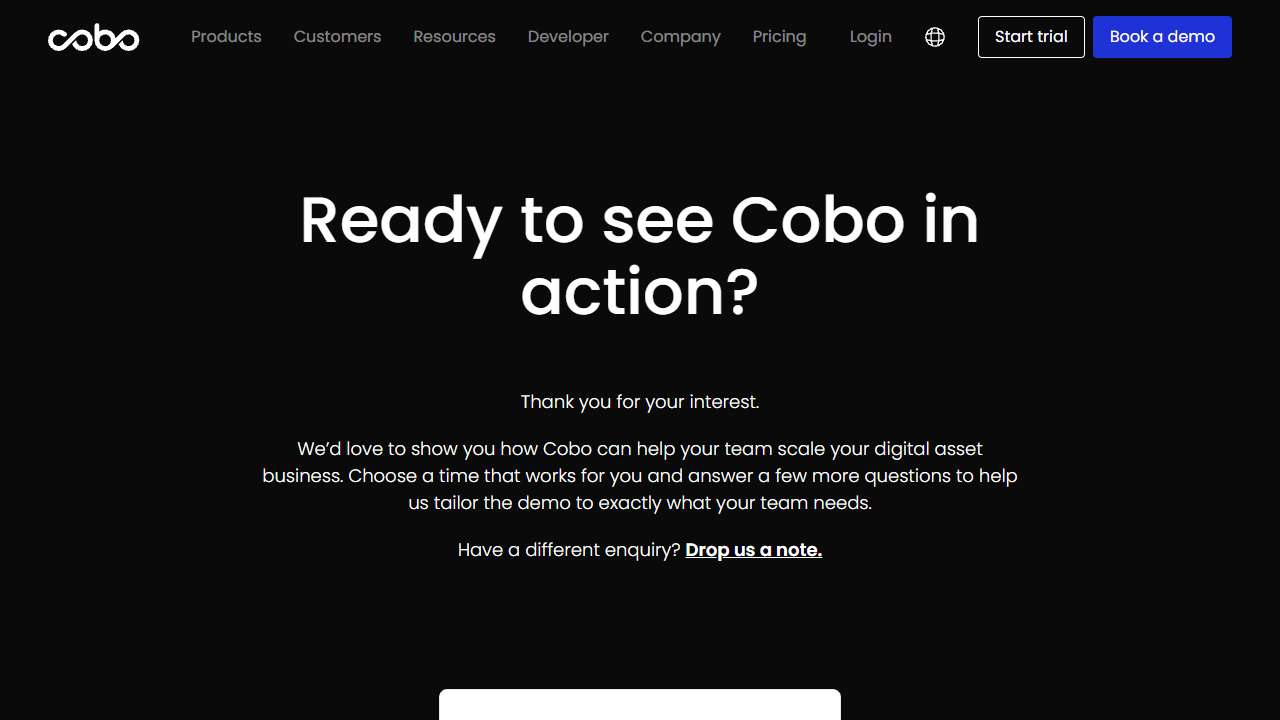 cobo
Products
Customers
Resources
Developer
Company
Pricing
Login
Start trial
Book a demo
Ready to see Cobo in
action?
Thank you for your interest.
We’d love to show you how Cobo can help your team scale your digital asset
business. Choose a time that works for you and answer a few more questions to help
us tailor the demo to exactly what your team needs.
Have a different enquiry? Drop us a note.